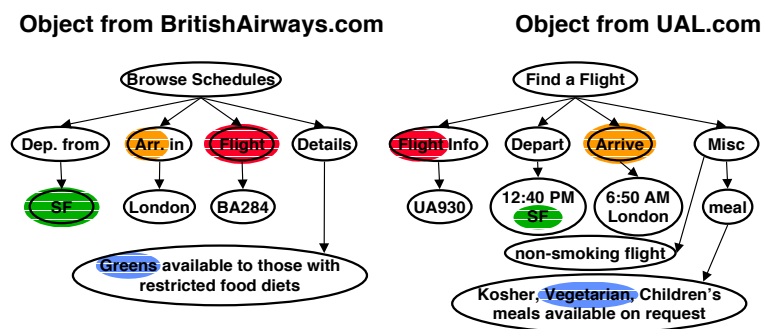 Object from BritishAirways.com
Object from UAL.com
Browse Schedules
Find a Flight
Dep. from
Arr. in
Flight
Details
Flight Info
Depart
Arrive
Misc
SF
London
BA284
UA930
12:40 PM
SF
6:50 AM
London
meal
non-smoking flight
Greens available to those with
restricted food diets
Kosher, Vegetarian, Children's
meals available on request